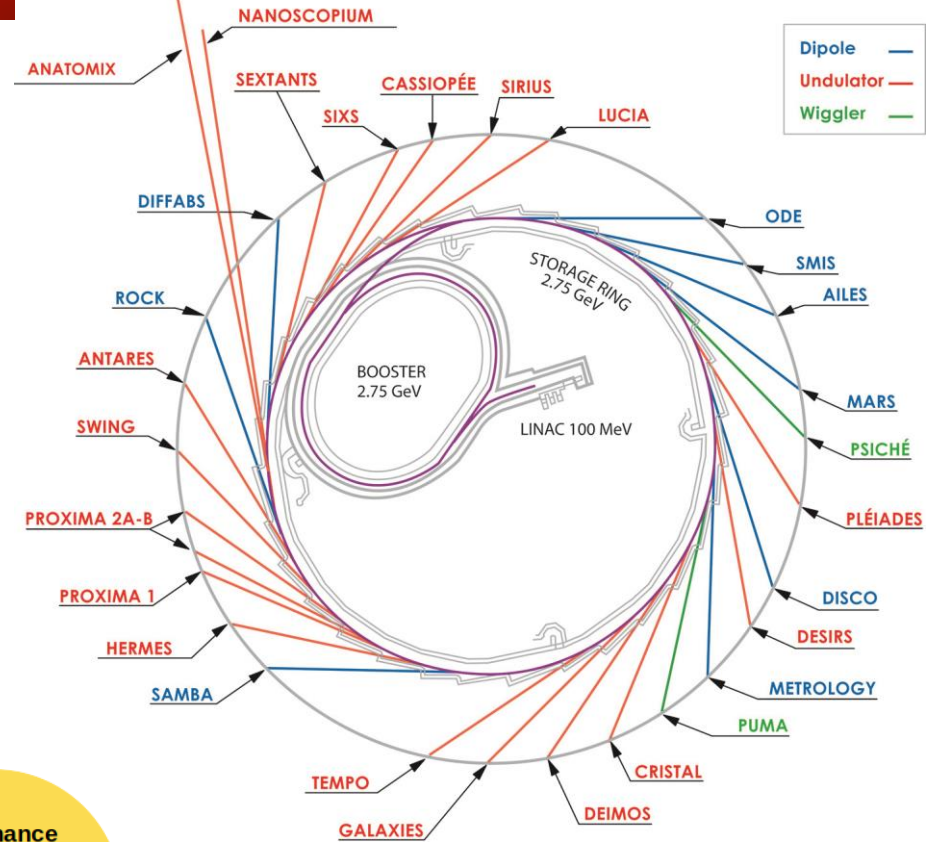 NANOSCOPIUM
ANATOMIX
SEXTANTS
CASSIOPÉE
SIRIUS
SIXS
LUCIA
Dipole
Undulator
Wiggler
DIFFABS
ODE
SMIS
AILES
ROCK
STORAGE RING
2.75 GeV
ANTARES
BOOSTER
2.75 GeV
LINAC 100 MeV
MARS
SWING
PSICHÉ
PROXIMA 2A-B
PLÉIADES
PROXIMA 1
DISCO
HERMES
DESIRS
SAMBA
METROLOGY
PUMA
TEMPO
CRISTAL
GALAXIES
DEIMOS